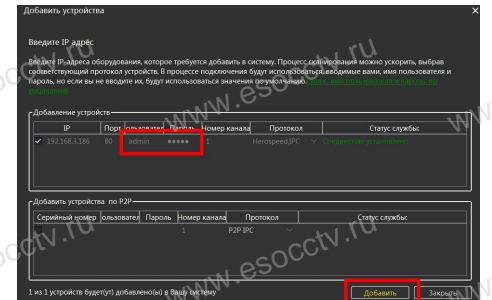 Добавить устройства
Введите IP адрес
Введите IP-адреса оборудования, которое требуется добавить в систему. Процесс сканирования можно ускорить, выбрав
соответствующий протокол устройств. В процессе подключения будут использоваться вводимые вами, имя пользователя и
пароль, но если вы не вводите их, будут использоваться значения по умолчанию.
Добавление устройств
IP Порт ользовател Пароль Номер канала Протокол Статус службы:
192.168.1.186 80 admin ••••• 1 Herospeed,IPC Соединение установлено!
Добавить устройства по P2P
Серийный номер ользовател Пароль Номер канала Протокол Статус службы:
1 P2P IPC
1 из 1 устройств будет(ут) добавлено(ы) в Вашу систему Добавить Закрыть
www.esocctv.ru
www.esocctv.ru